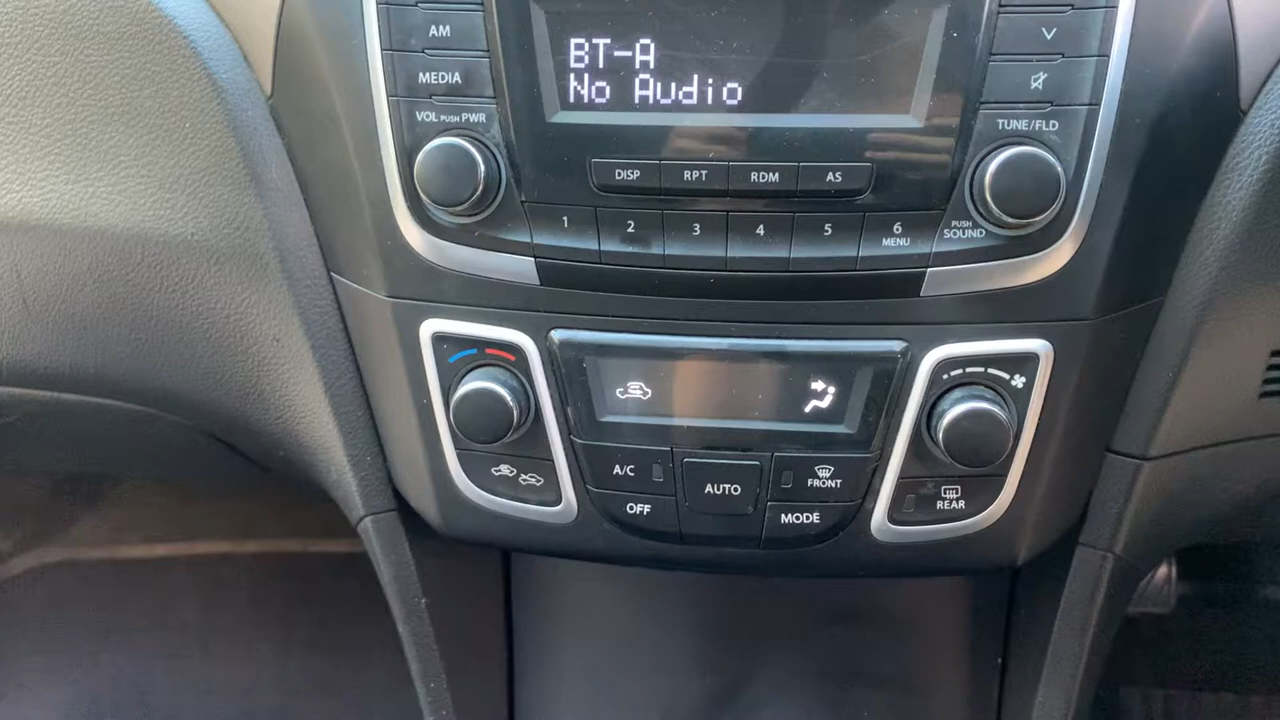 AM
MEDIA
VOL PUSH PWR
BT-A
No Audio
TUNE/FLD
DISP RPT RDM AS
1 2 3 4 5 6
MENU
PUSH
SOUND
A/C
AUTO
FRONT
OFF
MODE
REAR